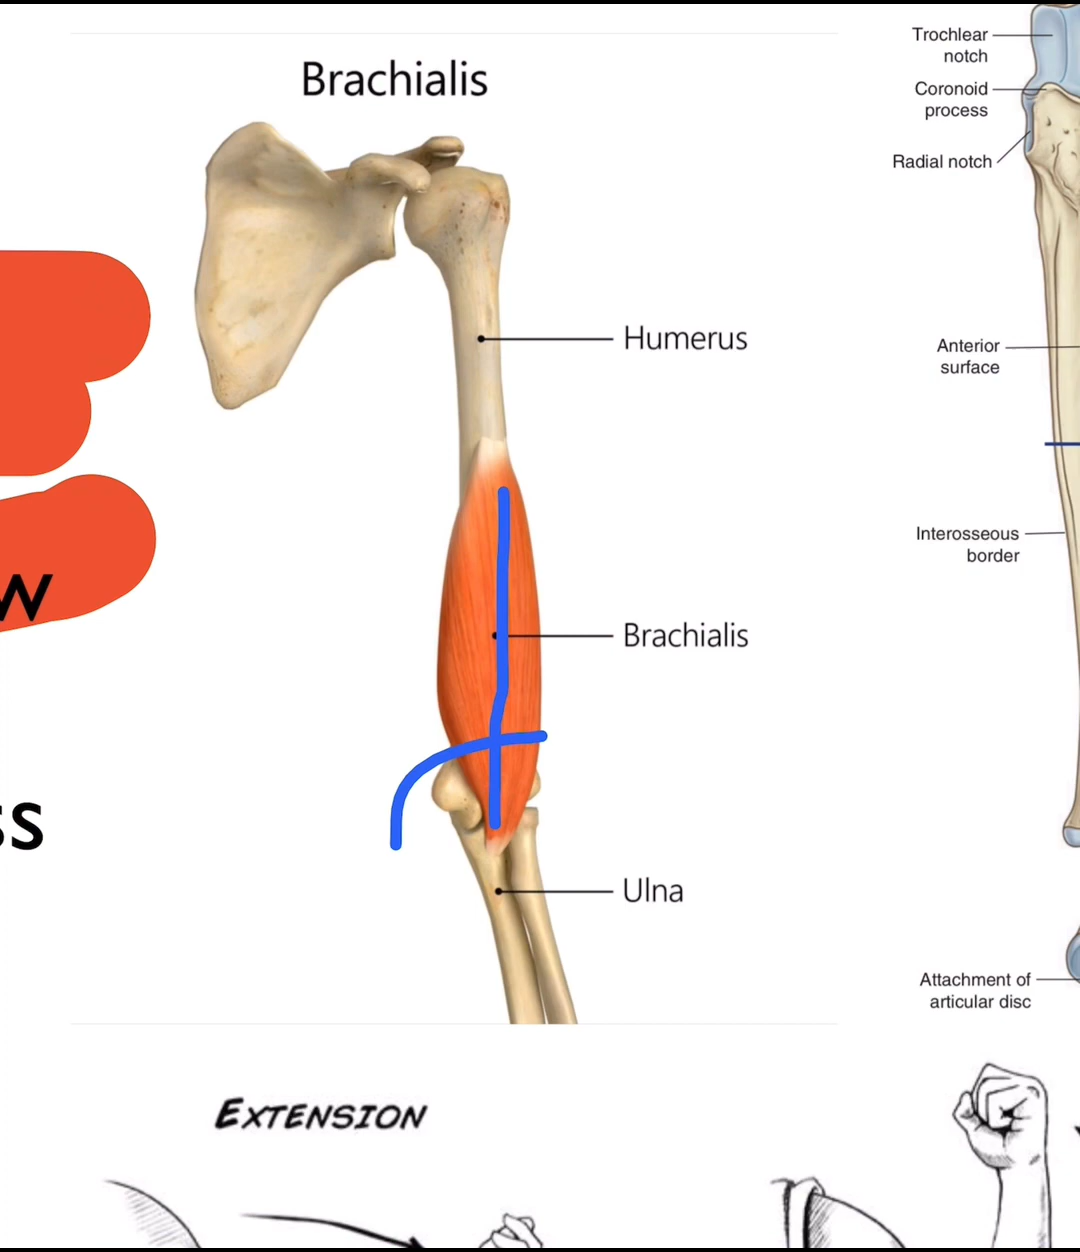 Brachialis
Trochlear
notch
Coronoid
process
Radial notch
Humerus
Anterior
surface
Interosseous
border
w
Brachialis
ss
Ulna
Attachment of
articular disc
EXTENSION